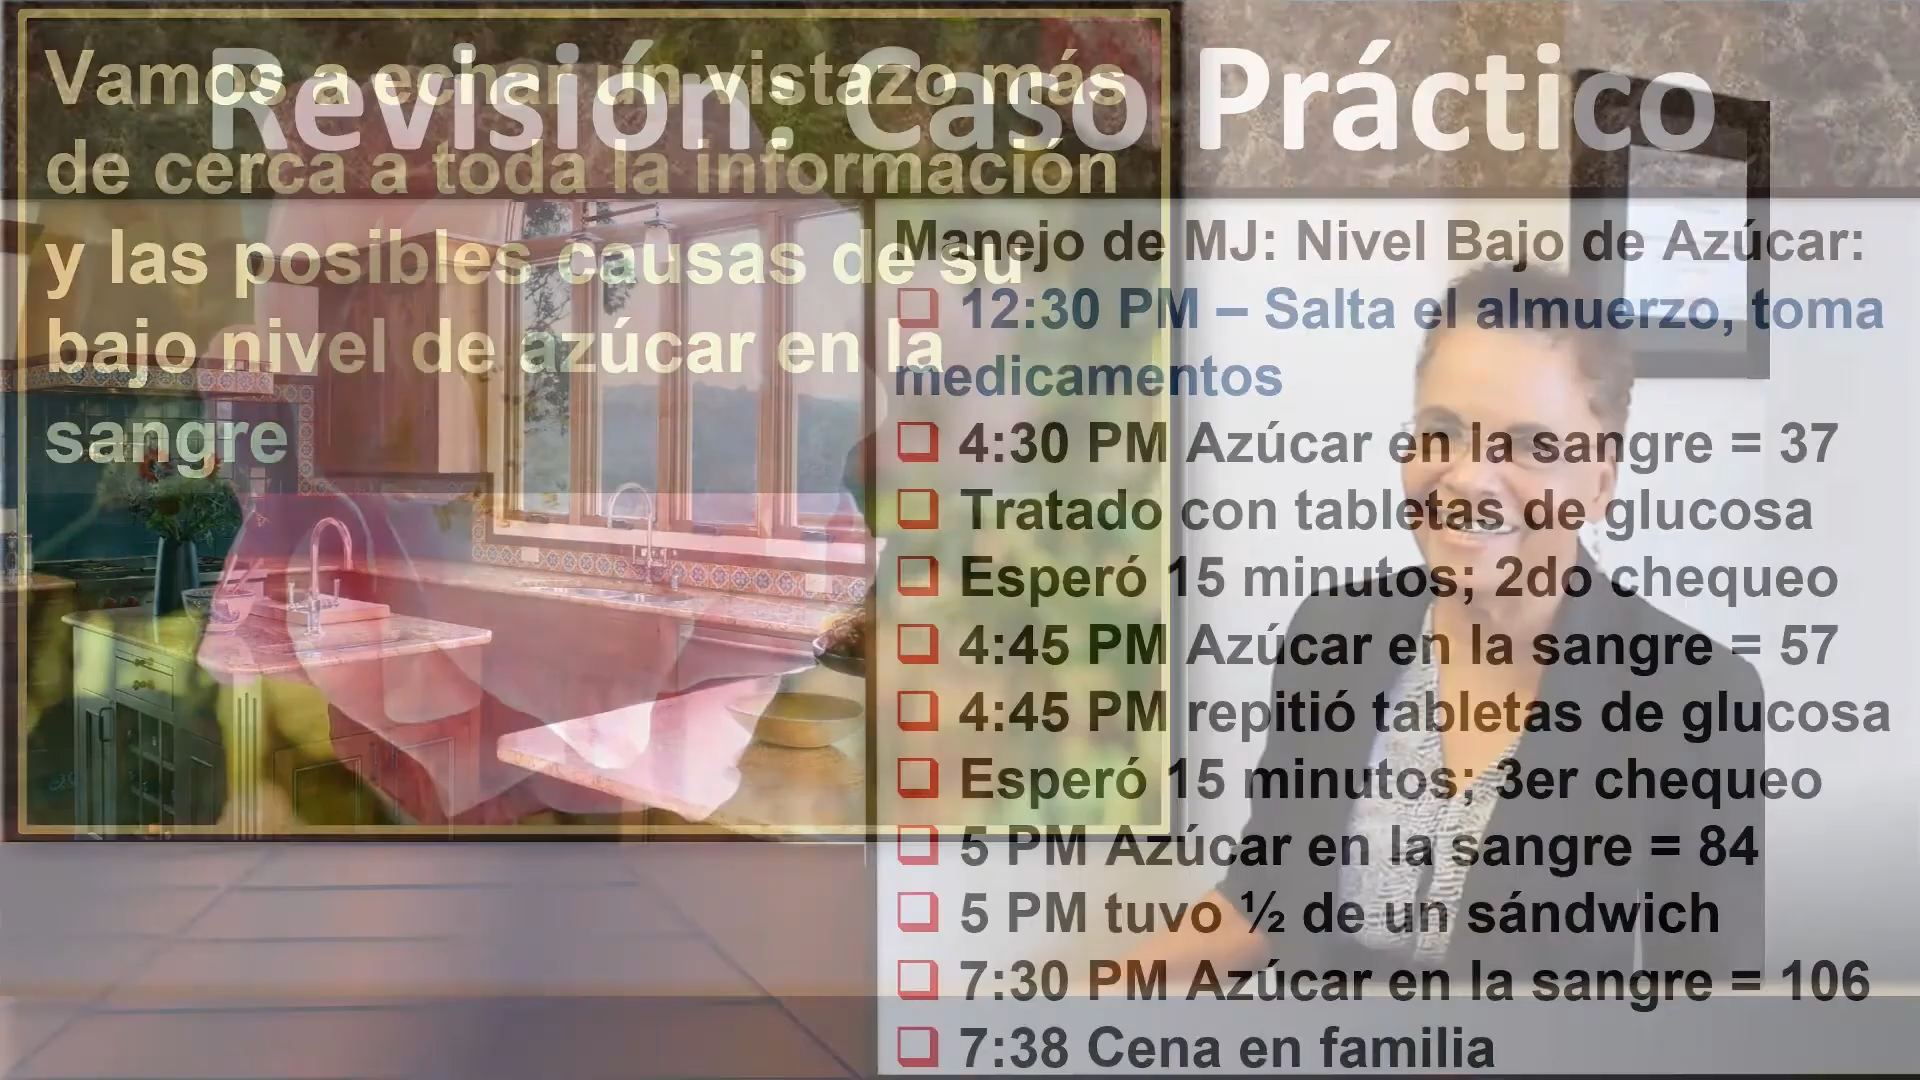 Revisión: Caso Práctico
Vamos a echar un vistazo más
de cerca a toda la información
y las posibles causas de su
bajo nivel de azúcar en la
sangre
Manejo de MJ: Nivel Bajo de Azúcar:
12:30 PM – Salta el almuerzo, toma
medicamentos
4:30 PM Azúcar en la sangre = 37
Tratado con tabletas de glucosa
Esperó 15 minutos; 2do chequeo
4:45 PM Azúcar en la sangre = 57
4:45 PM repitió tabletas de glucosa
Esperó 15 minutos; 3er chequeo
5 PM Azúcar en la sangre = 84
5 PM tuvo ½ de un sándwich
7:30 PM Azúcar en la sangre = 106
7:38 Cena en familia